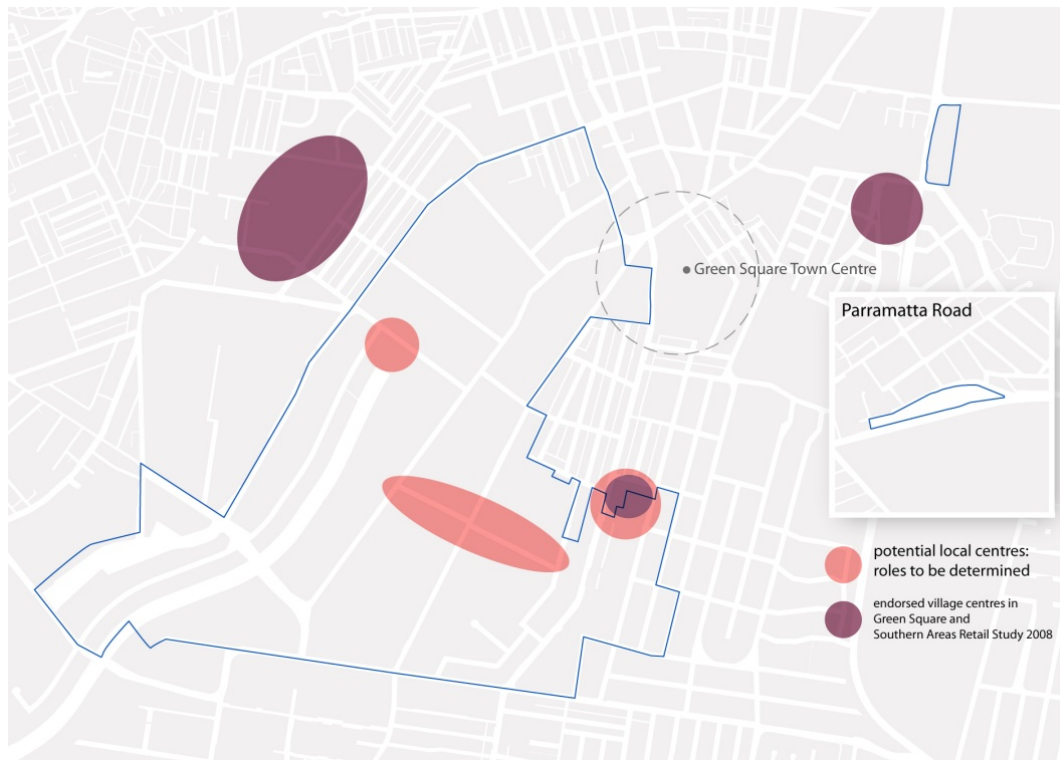 Green Square Town Centre
Parramatta Road
potential local centres:
roles to be determined
endorsed village centres in
Green Square and
Southern Areas Retail Study 2008